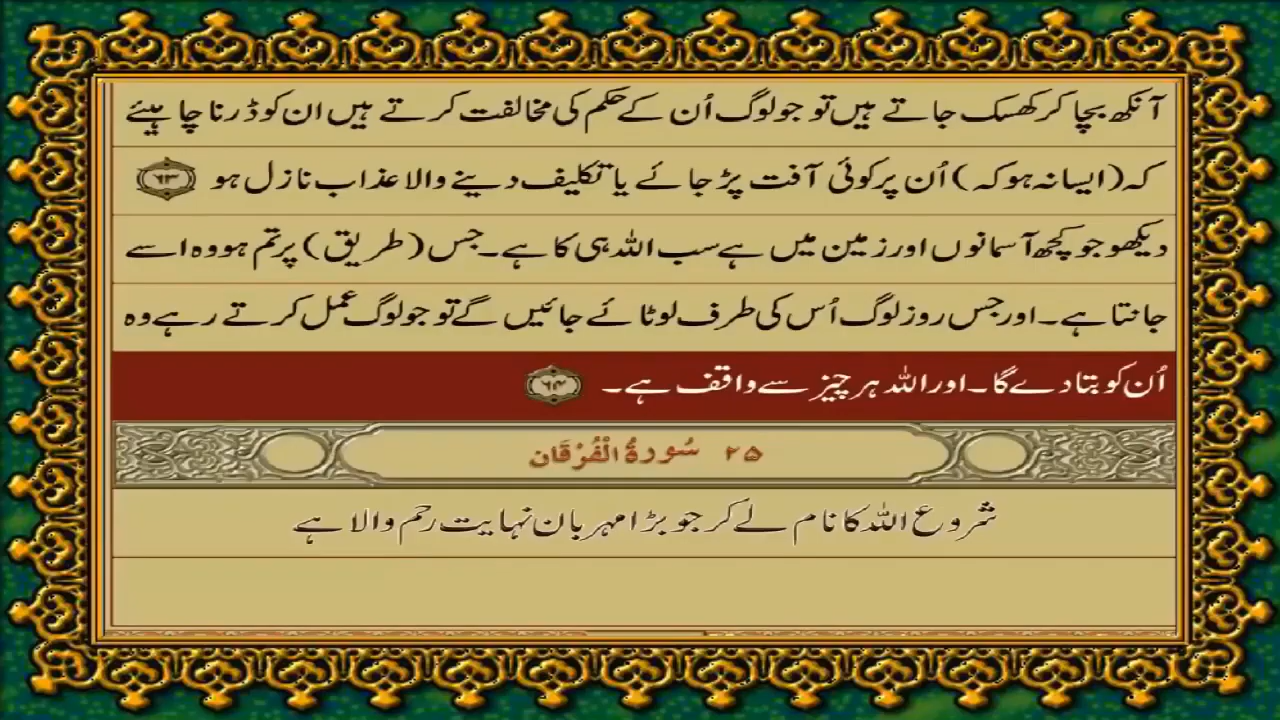 آنکھ بچا کر کھسک جاتے ہیں تو جو لوگ اُن کے حکم کی مخالفت کرتے ہیں ان کو ڈرنا چاہیئے
کہ (ایسا نہ ہو کہ) اُن پر کوئی آفت پڑ جائے یا تکلیف دینے والا عذاب نازل ہو ۶۳
دیکھو جو کچھ آسمانوں اور زمین میں ہے سب اللہ ہی کا ہے۔ جس (طریق) پر تم ہو وہ اسے
جانتا ہے۔ اور جس روز لوگ اُس کی طرف لوٹائے جائیں گے تو جو لوگ عمل کرتے رہے وہ
اُن کو بتا دے گا۔ اور اللہ ہر چیز سے واقف ہے۔ ۶۴
۲۵ سُورَةُ الْفُرْقَان
شروع اللہ کا نام لے کر جو بڑا مہربان نہایت رحم والا ہے